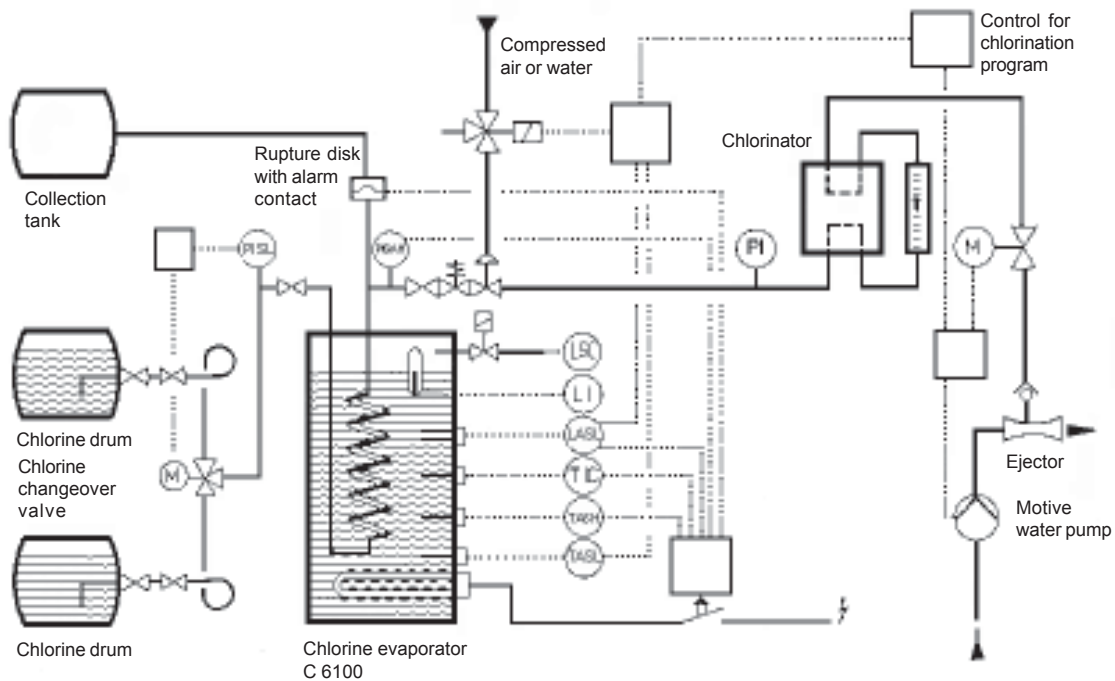 Compressed
air or water
Control for
chlorination
program
Collection
tank
Rupture disk
with alarm
contact
Chlorinator
PISL
PI
M
Chlorine drum
Chlorine
changeover
valve
M
LSC
LI
LASL
TIC
TASH
TASL
Ejector
Motive
water pump
Chlorine drum
Chlorine evaporator
C 6100